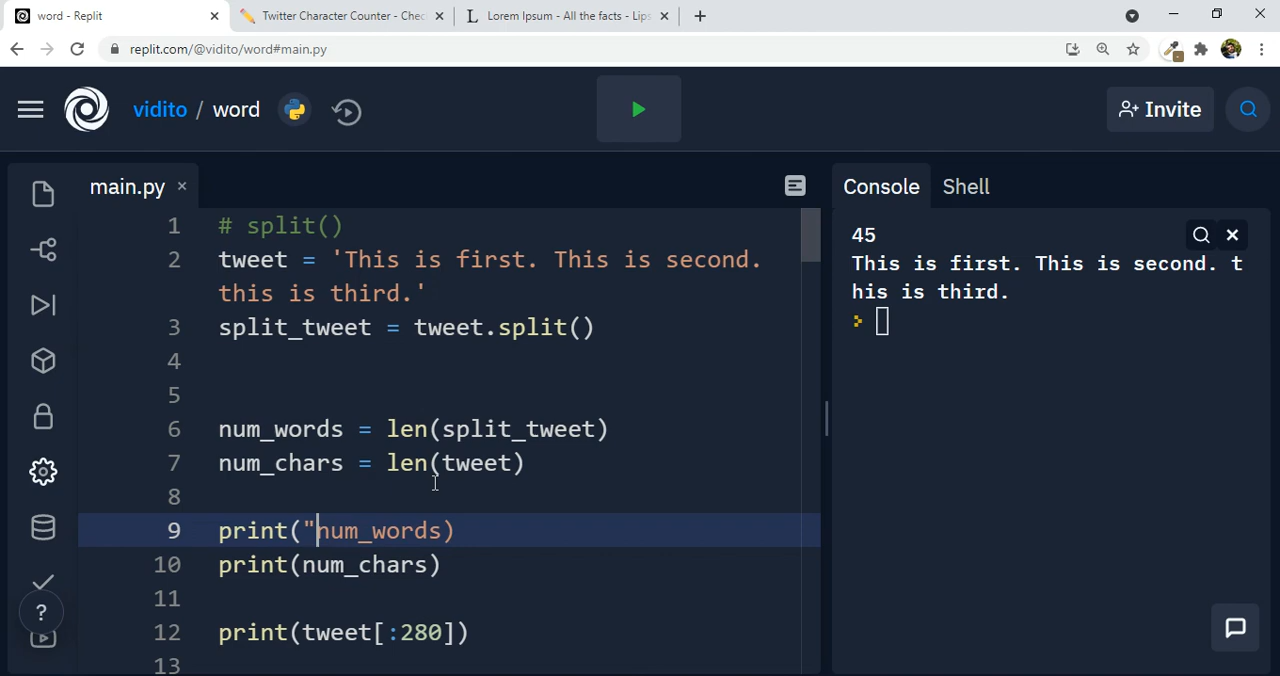 word - Replit
Twitter Character Counter - Chec
Lorem Ipsum - All the facts - Lips
replit.com/@vidito/word#main.py
vidito / word
Invite
main.py
Console
Shell
1 # split()
2 tweet = 'This is first. This is second.
this is third.'
3 split_tweet = tweet.split()
4
5
6 num_words = len(split_tweet)
7 num_chars = len(tweet)
8
9 print("num_words)
10 print(num_chars)
11
12 print(tweet[:280])
13
45
This is first. This is second. t
his is third.
?